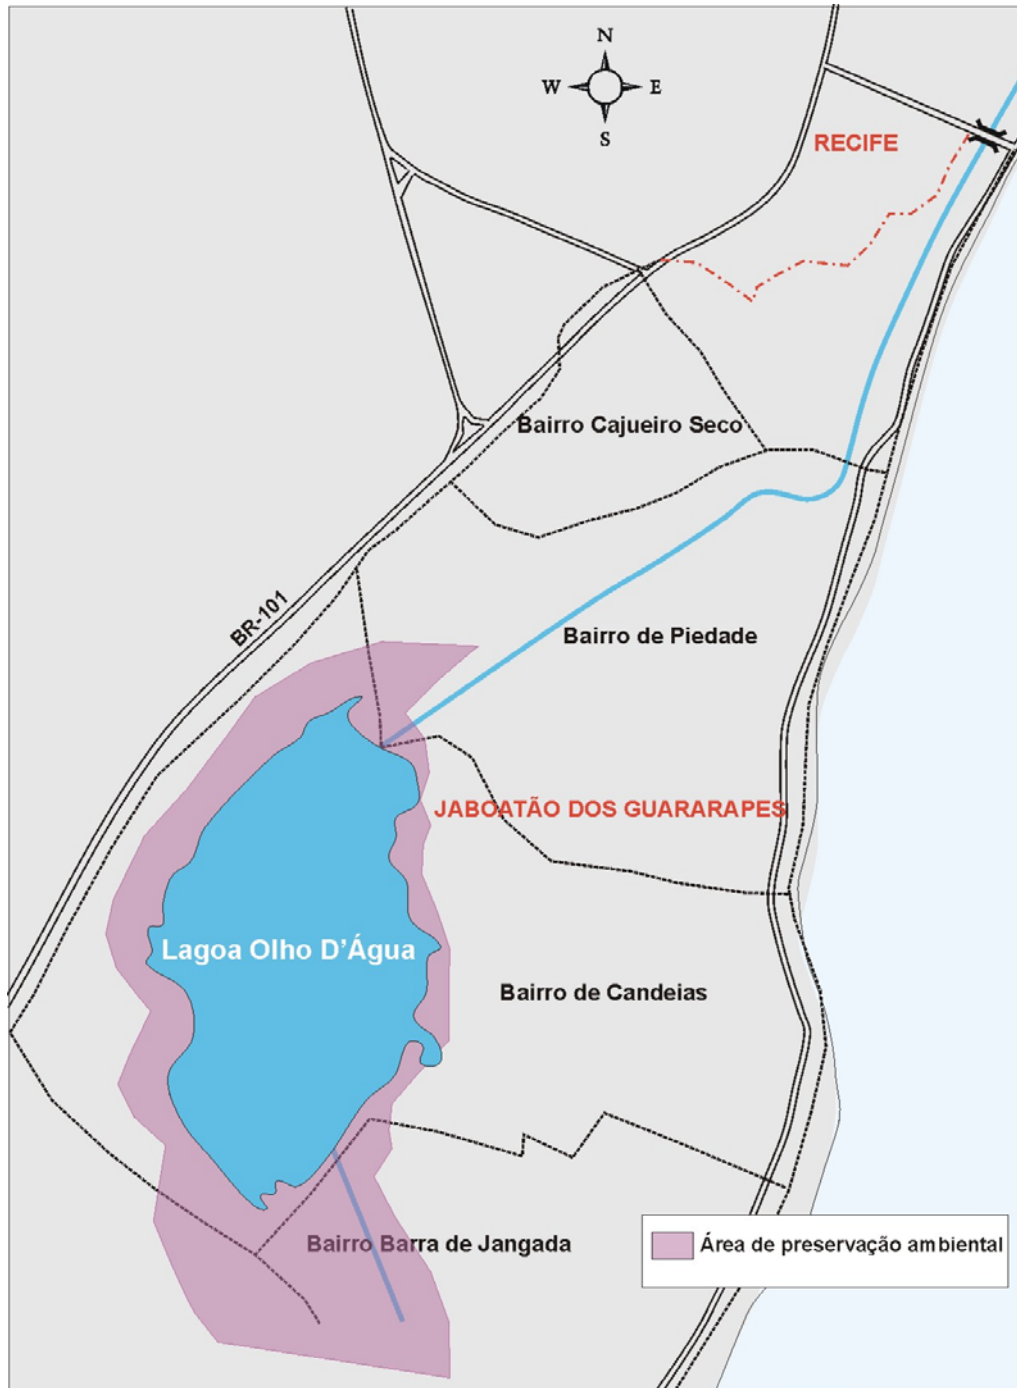 N
W E
S
RECIFE
Bairro Cajueiro Seco
BR-101
Bairro de Piedade
JABOATÃO DOS GUARARAPES
Lagoa Olho D'Água
Bairro de Candeias
Bairro Barra de Jangada
Área de preservação ambiental